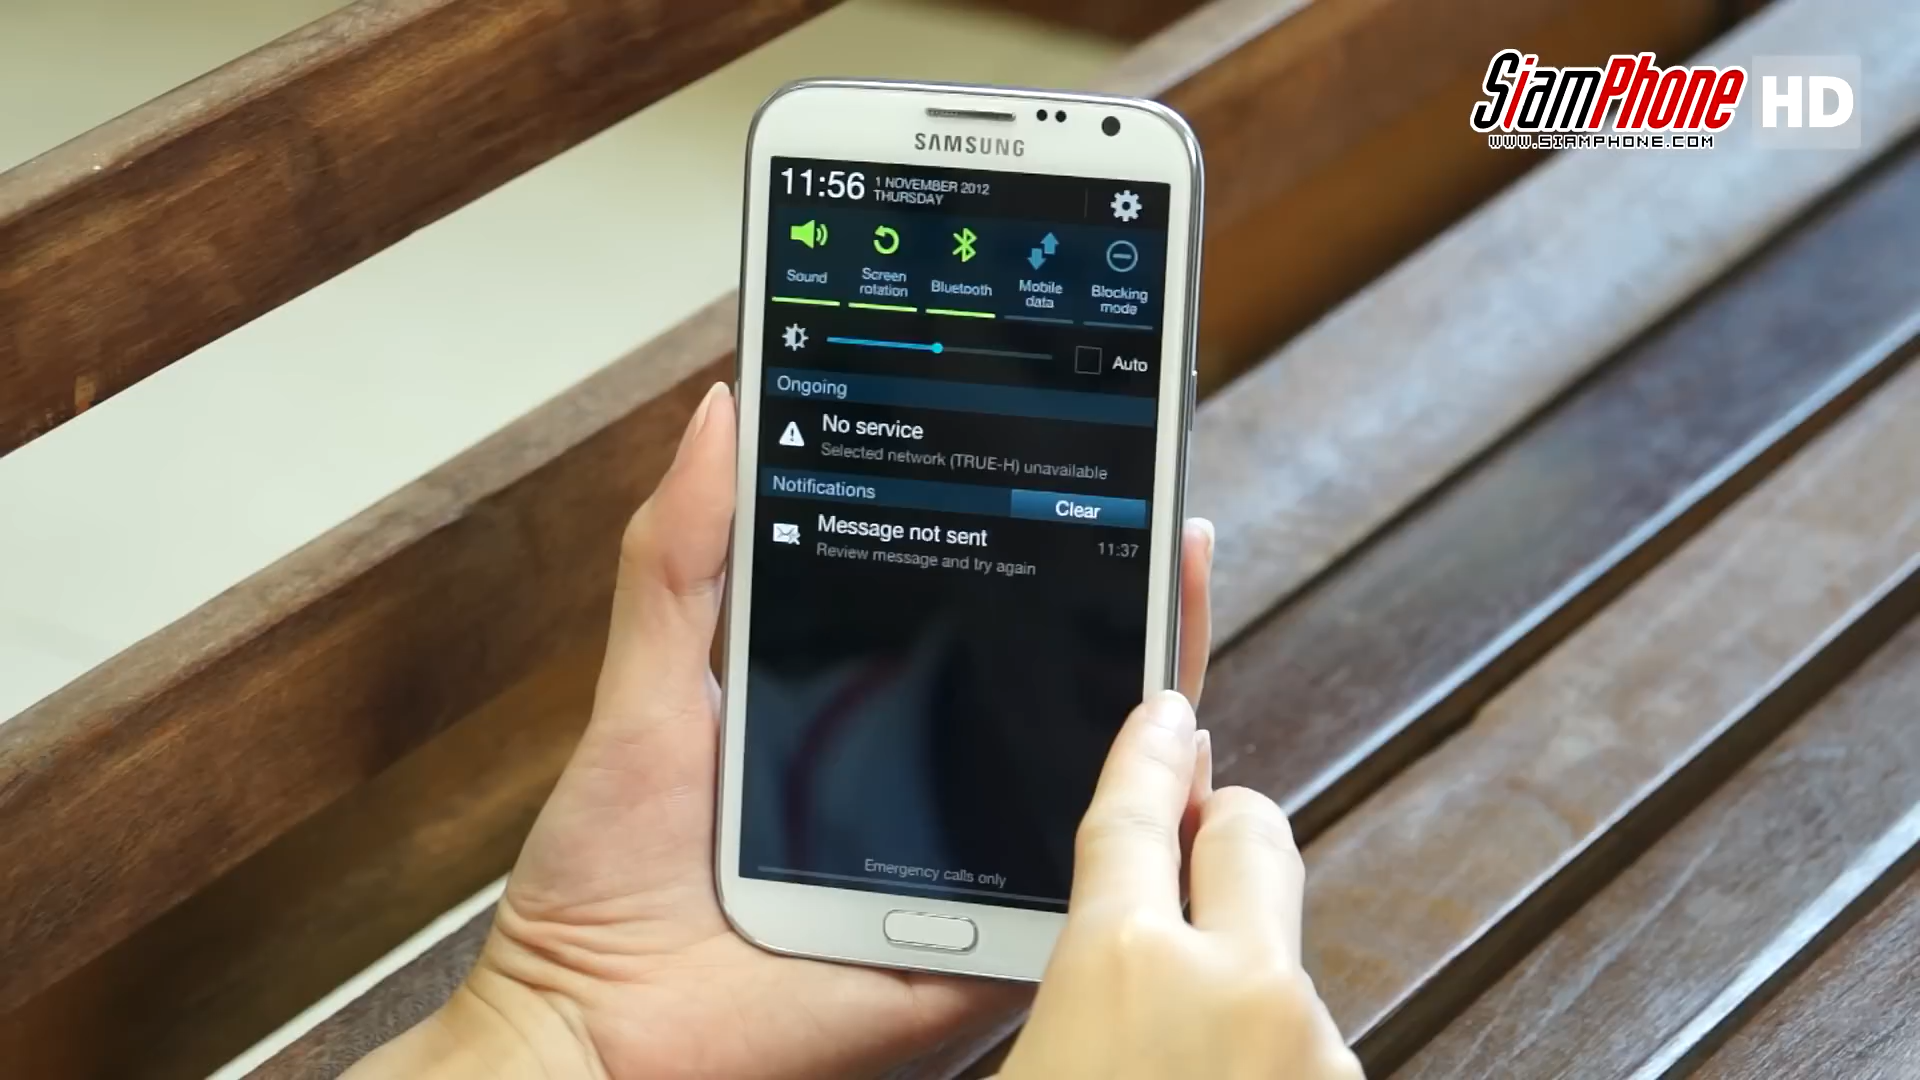 SiamPhone HD
www.siamphone.com
SAMSUNG
11:56
1 NOVEMBER 2012
THURSDAY
Sound
Screen
rotation
Bluetooth
Mobile
data
Blocking
mode
Auto
Ongoing
No service
Selected network (TRUE-H) unavailable
Notifications
Clear
Message not sent
Review message and try again
11:37
Emergency calls only